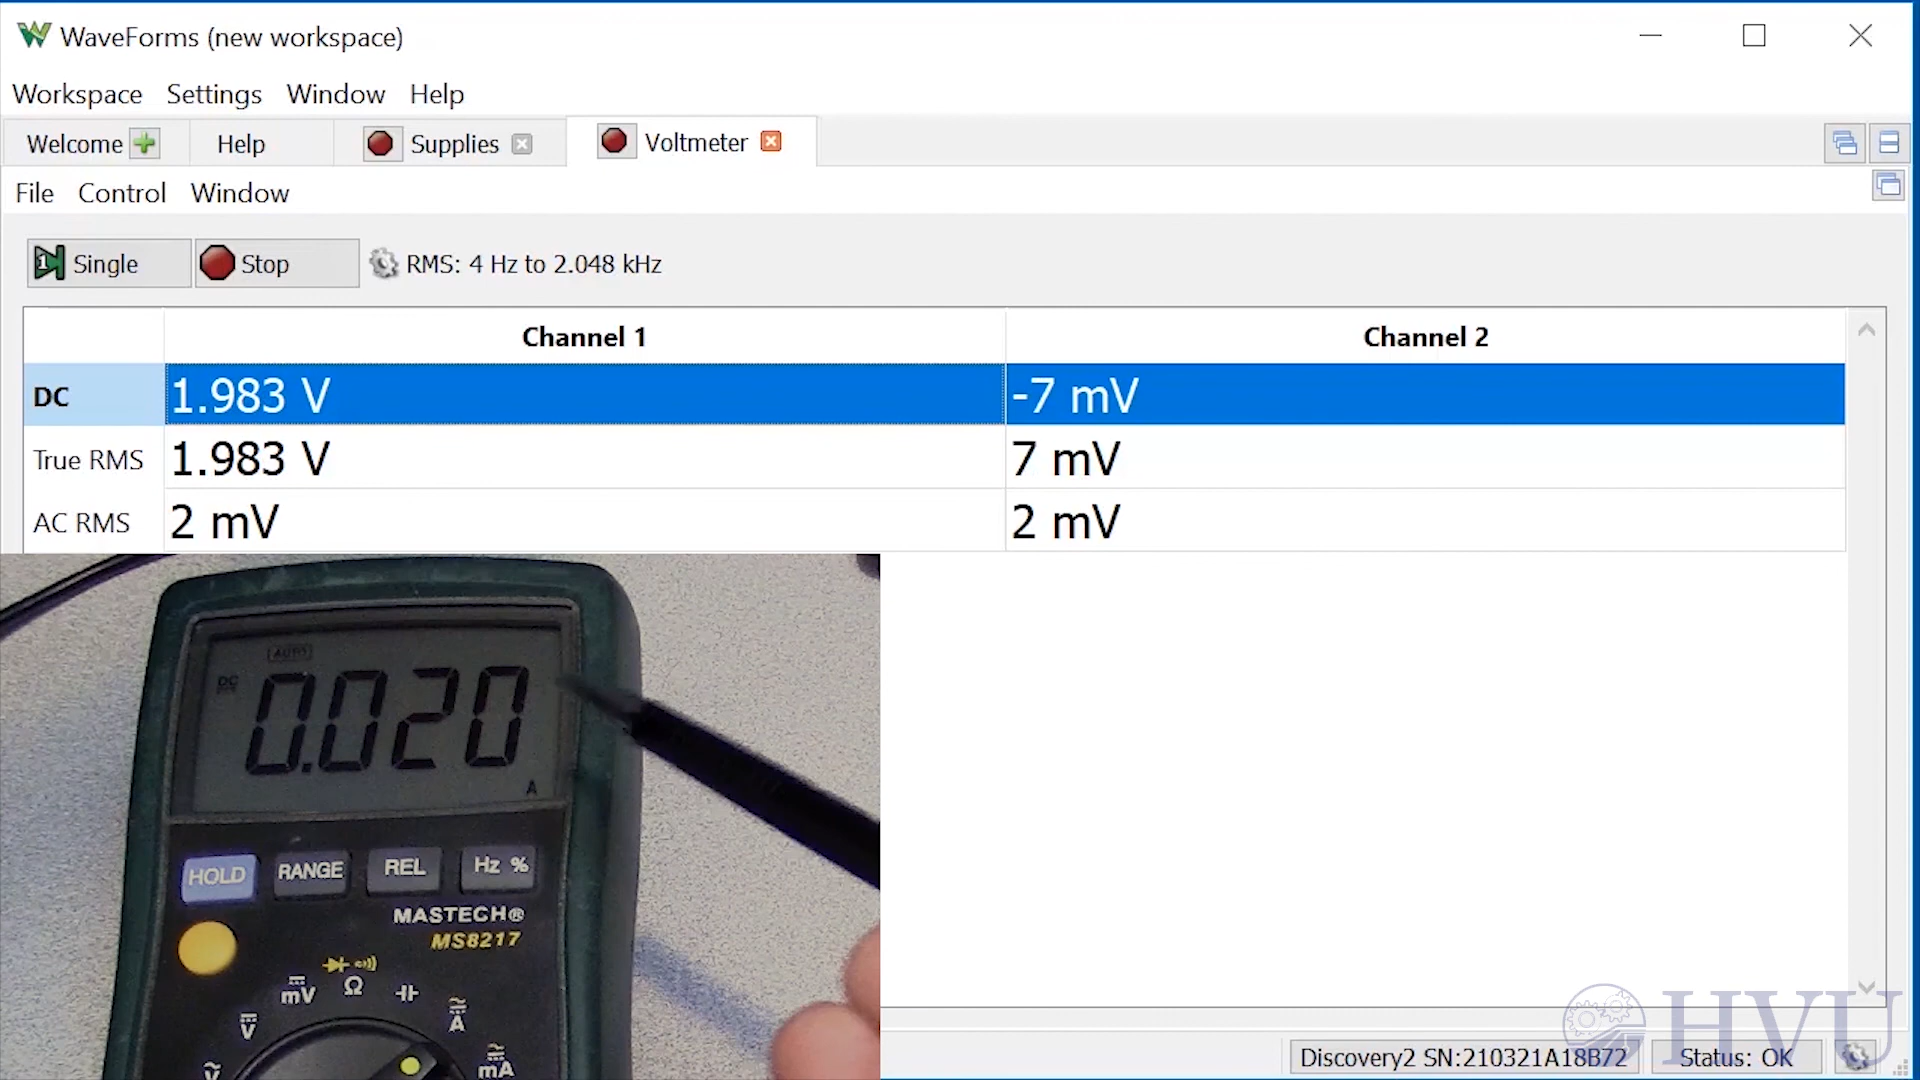 WaveForms (new workspace)
Workspace Settings Window Help
Welcome Help Supplies Voltmeter
File Control Window
Single Stop RMS: 4 Hz to 2.048 kHz
Channel 1 Channel 2
DC 1.983 V -7 mV
True RMS 1.983 V 7 mV
AC RMS 2 mV 2 mV
AUTO
DC 0.020
A
HOLD RANGE REL Hz %
MASTECH®
MS8217
mV Ω
V A
V mA
HVU
Discovery2 SN:210321A18B72 Status: OK